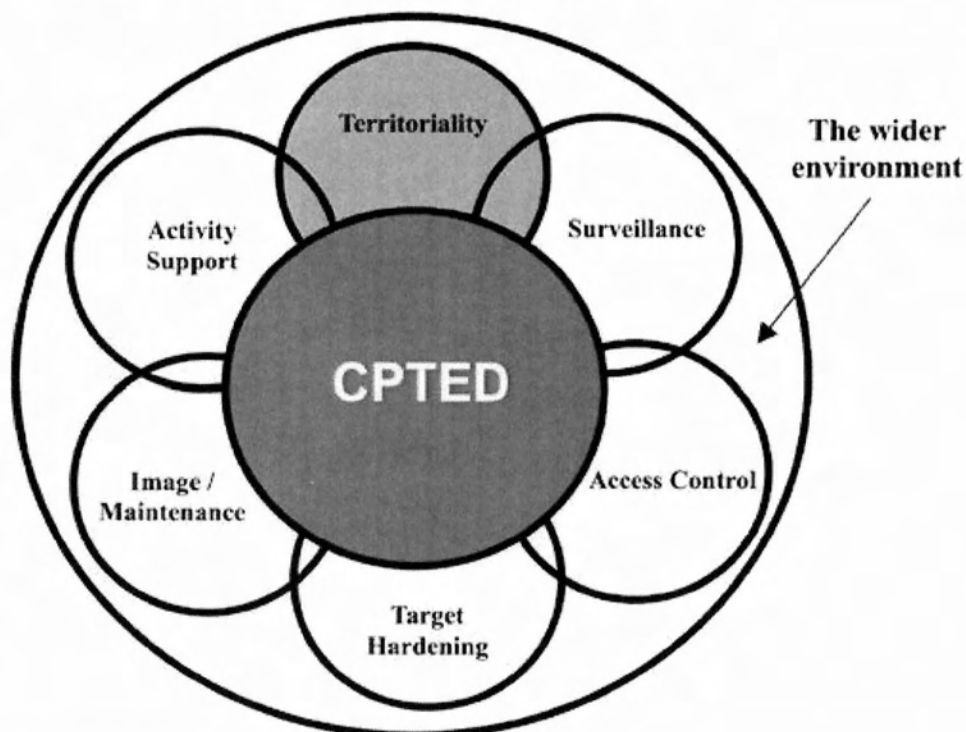 Territoriality
The wider
environment
Activity
Support
Surveillance
CPTED
Image /
Maintenance
Access Control
Target
Hardening